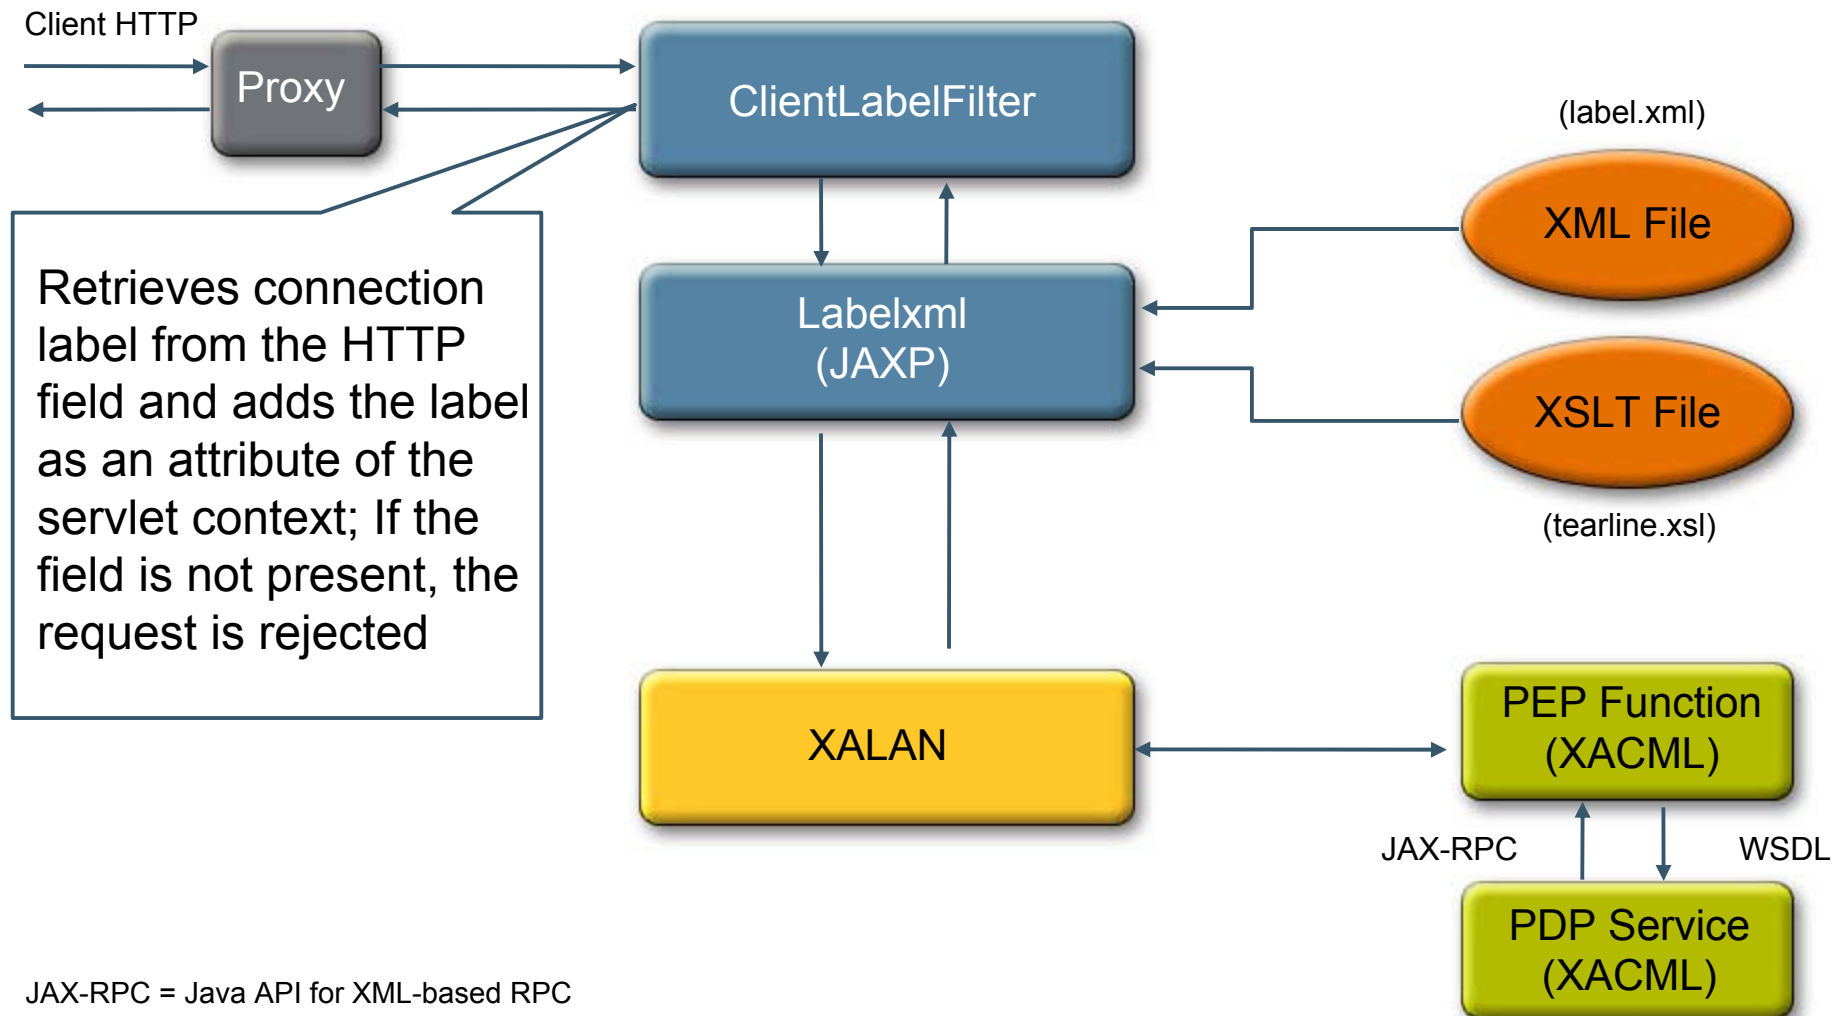 Client HTTP
Proxy
ClientLabelFilter
(label.xml)
XML File
Retrieves connection
label from the HTTP
field and adds the label
as an attribute of the
servlet context; If the
field is not present, the
request is rejected
Labelxml
(JAXP)
XSLT File
(tearline.xsl)
XALAN
PEP Function
(XACML)
JAX-RPC
WSDL
PDP Service
(XACML)
JAX-RPC = Java API for XML-based RPC